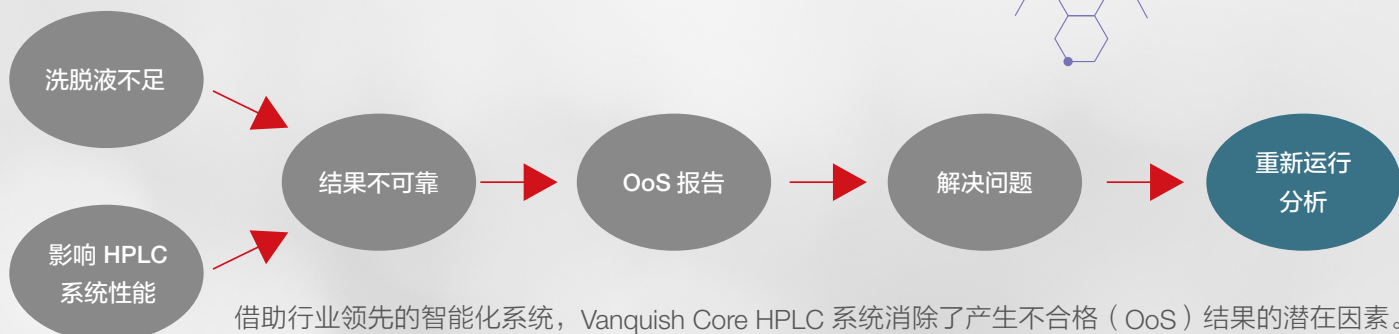 洗脱液不足
影响 HPLC
系统性能
结果不可靠
OoS 报告
解决问题
重新运行
分析
借助行业领先的智能化系统，Vanquish Core HPLC 系统消除了产生不合格（OoS）结果的潜在因素